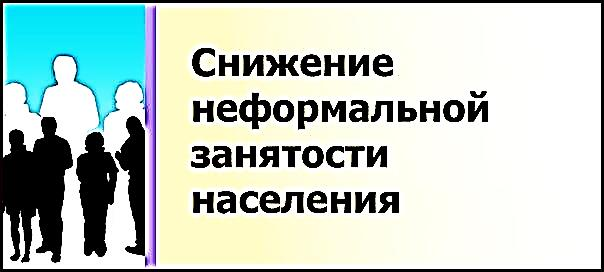 Снижение
неформальной
занятости
населения